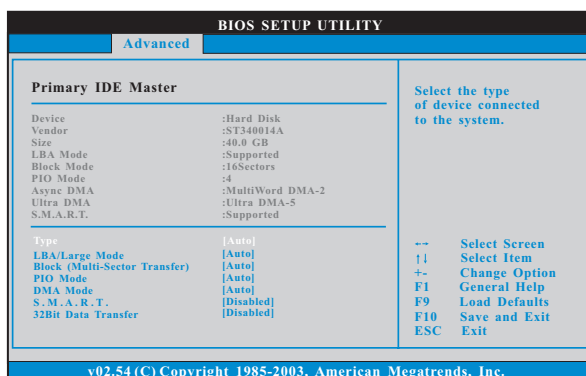 BIOS SETUP UTILITY
Advanced
Primary IDE Master
Device :Hard Disk
Vendor :ST340014A
Size :40.0 GB
LBA Mode :Supported
Block Mode :16Sectors
PIO Mode :4
Async DMA :MultiWord DMA-2
Ultra DMA :Ultra DMA-5
S.M.A.R.T. :Supported
Type [Auto]
LBA/Large Mode [Auto]
Block (Multi-Sector Transfer) [Auto]
PIO Mode [Auto]
DMA Mode [Auto]
S.M.A.R.T. [Disabled]
32Bit Data Transfer [Disabled]
Select the type
of device connected
to the system.
←→ Select Screen
↑↓ Select Item
+- Change Option
F1 General Help
F9 Load Defaults
F10 Save and Exit
ESC Exit
v02.54 (C) Copyright 1985-2003, American Megatrends, Inc.